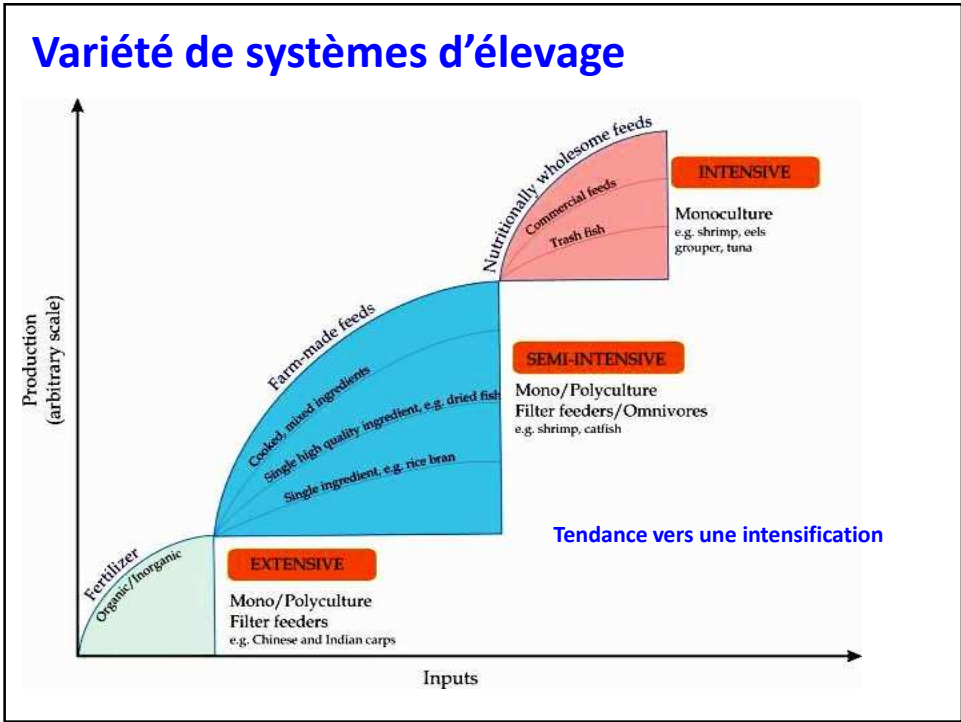 Variété de systèmes d'élevage
Production
(arbitrary scale)
Nutritionally wholesome feeds
Commercial feeds
Trash fish
INTENSIVE
Monoculture
e.g. shrimp, eels
grouper, tuna
Farm-made feeds
Cooked, mixed ingredients
Single high quality ingredient, e.g. dried fish
Single ingredient, e.g. rice bran
SEMI-INTENSIVE
Mono/Polyculture
Filter feeders/Omnivores
e.g. shrimp, catfish
Tendance vers une intensification
Fertilizer
Organic/Inorganic
EXTENSIVE
Mono/Polyculture
Filter feeders
e.g. Chinese and Indian carps
Inputs